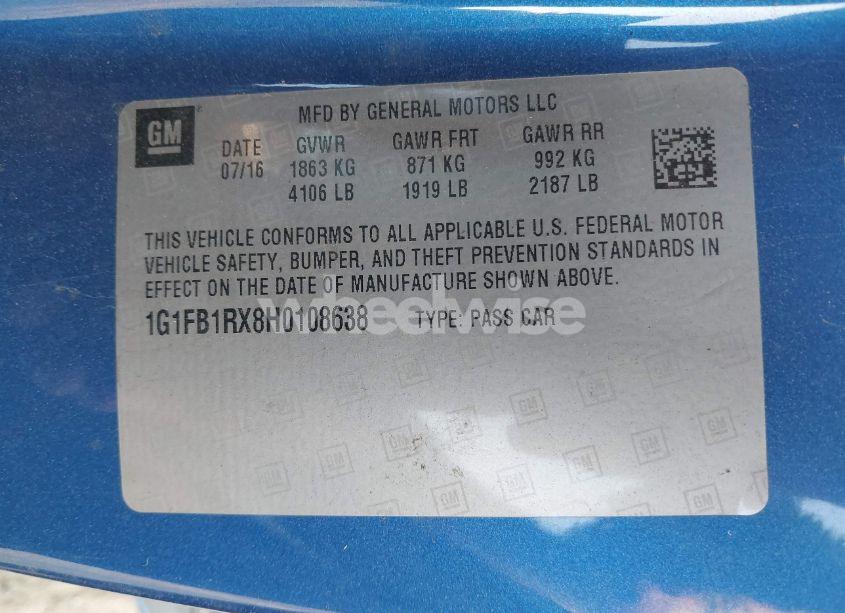 GM
MFD BY GENERAL MOTORS LLC
DATE GVWR GAWR FRT GAWR RR
07/16 1863 KG 871 KG 992 KG
4106 LB 1919 LB 2187 LB
THIS VEHICLE CONFORMS TO ALL APPLICABLE U.S. FEDERAL MOTOR
VEHICLE SAFETY, BUMPER, AND THEFT PREVENTION STANDARDS IN
EFFECT ON THE DATE OF MANUFACTURE SHOWN ABOVE.
1G1FB1RX8H0108638 TYPE: PASS CAR
wheelwise